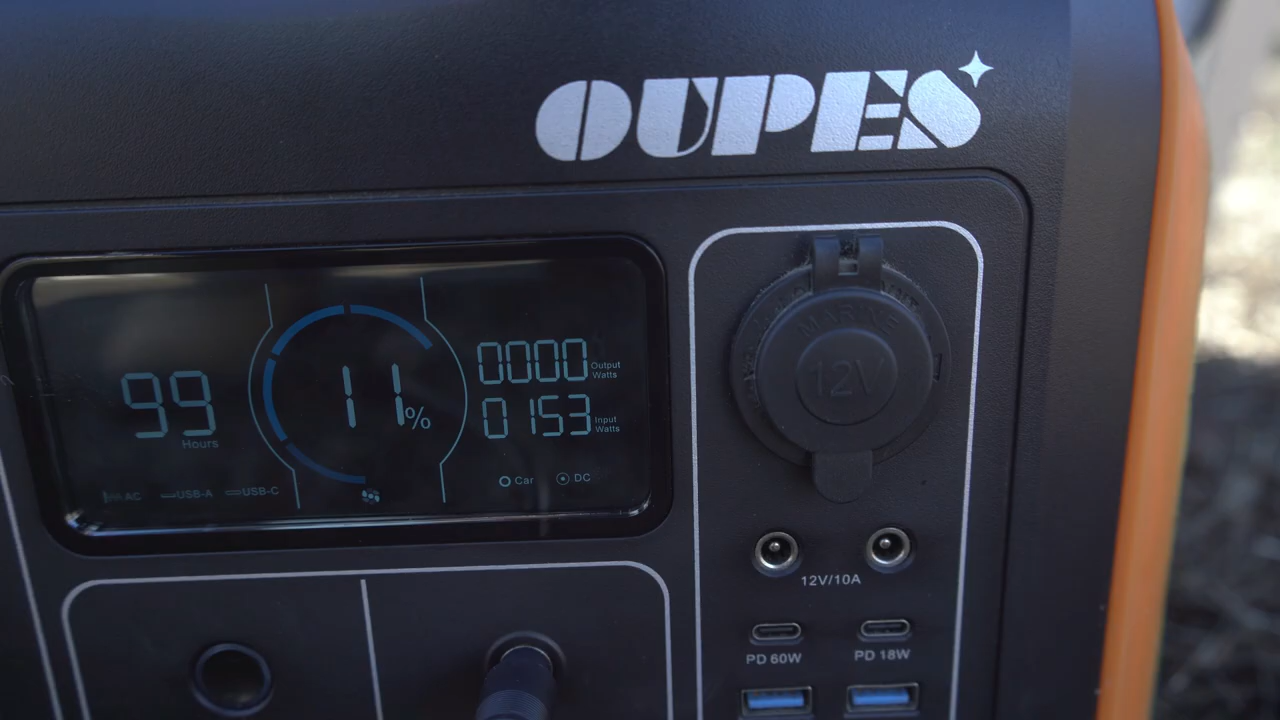 OUPES
99
Hours
11%
0000 Output Watts
0153 Input Watts
AC USB-A USB-C
Car DC
MARINE
12V
12V/10A
PD 60W PD 18W